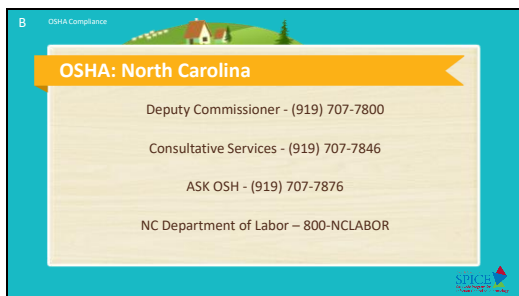 B
OSHA Compliance
OSHA: North Carolina
Deputy Commissioner - (919) 707-7800
Consultative Services - (919) 707-7846
ASK OSH - (919) 707-7876
NC Department of Labor – 800-NCLABOR
SPICE